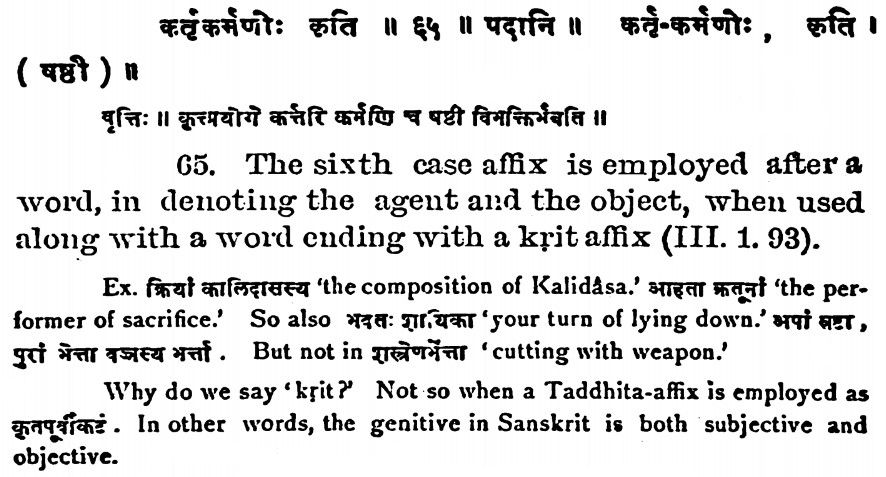 कर्तृकर्मणोः कृति ॥ ६५ ॥ पदानि ॥ कर्तृ-कर्मणोः, कृति ।
( षष्ठी ) ॥
वृत्तिः ॥ कृत्प्रयोगे कर्त्तरि कर्मणि च षष्टी विभक्तिर्भवति ॥
65. The sixth case affix is employed after a
word, in denoting the agent and the object, when used
along with a word ending with a kṛit affix (III. 1. 93).
Ex. क्रियां कालिदासस्य 'the composition of Kalidâsa.' आहता क्रतूनां 'the per-
former of sacrifice.' So also भवतः शायिका 'your turn of lying down.' अपां स्रष्टा,
पुरां भेत्ता वज्रस्य भर्त्ता. But not in शस्त्रेणभेत्ता 'cutting with weapon.'
Why do we say 'kṛit?' Not so when a Taddhita-affix is employed as
कृतपूर्वीकटं. In other words, the genitive in Sanskrit is both subjective and
objective.